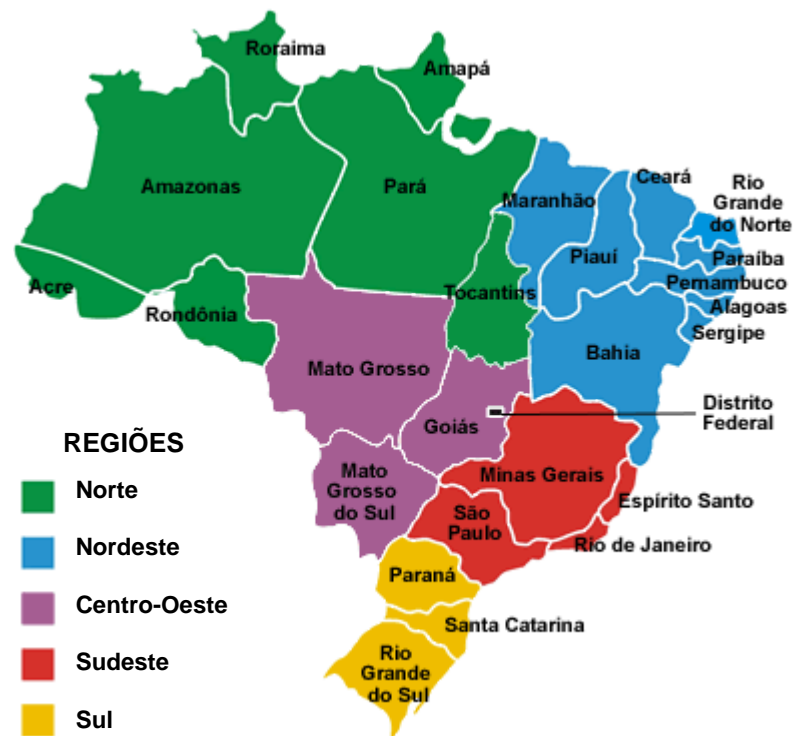 Roraima
Amapá
Amazonas
Pará
Maranhão
Ceará
Rio
Grande
do Norte
Piauí
Paraíba
Acre
Rondônia
Tocantins
Pernambuco
Alagoas
Sergipe
Bahia
Mato Grosso
Goiás
Distrito
Federal
Mato
Grosso
do Sul
Minas Gerais
Espírito Santo
São
Paulo
Rio de Janeiro
Paraná
Santa Catarina
Rio
Grande
do Sul
REGIÕES
Norte
Nordeste
Centro-Oeste
Sudeste
Sul